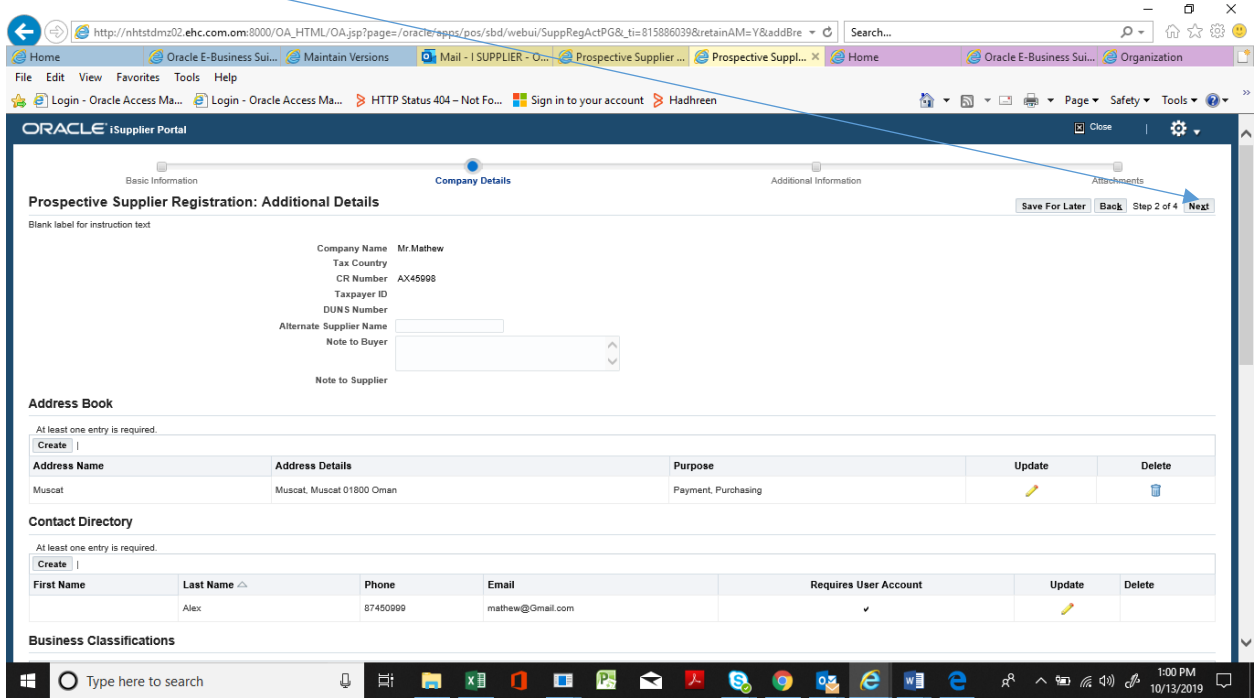 http://nhtstdmz02.ehc.com.om:8000/OA_HTML/OA.jsp?page=/oracle/apps/pos/sbd/webui/SuppRegActPG&_ti=815886039&retainAM=Y&addBre Search...
Home Oracle E-Business Sui... Maintain Versions Mail - I SUPPLIER - O... Prospective Supplier ... Prospective Suppl... Home Oracle E-Business Sui... Organization
File Edit View Favorites Tools Help
Login - Oracle Access Ma... Login - Oracle Access Ma... HTTP Status 404 – Not Fo... Sign in to your account Hadhreen Page Safety Tools
ORACLE iSupplier Portal Close
Basic Information Company Details Additional Information Attachments
Prospective Supplier Registration: Additional Details Save For Later Back Step 2 of 4 Next
Blank label for instruction text
Company Name Mr.Mathew
Tax Country
CR Number AX45998
Taxpayer ID
DUNS Number
Alternate Supplier Name
Note to Buyer
Note to Supplier
Address Book
At least one entry is required.
Create |
Address Name Address Details Purpose Update Delete
Muscat Muscat, Muscat 01800 Oman Payment, Purchasing
Contact Directory
At least one entry is required.
Create |
First Name Last Name Phone Email Requires User Account Update Delete
Alex 87450999 mathew@Gmail.com
Business Classifications
Type here to search 1:00 PM
10/13/2019